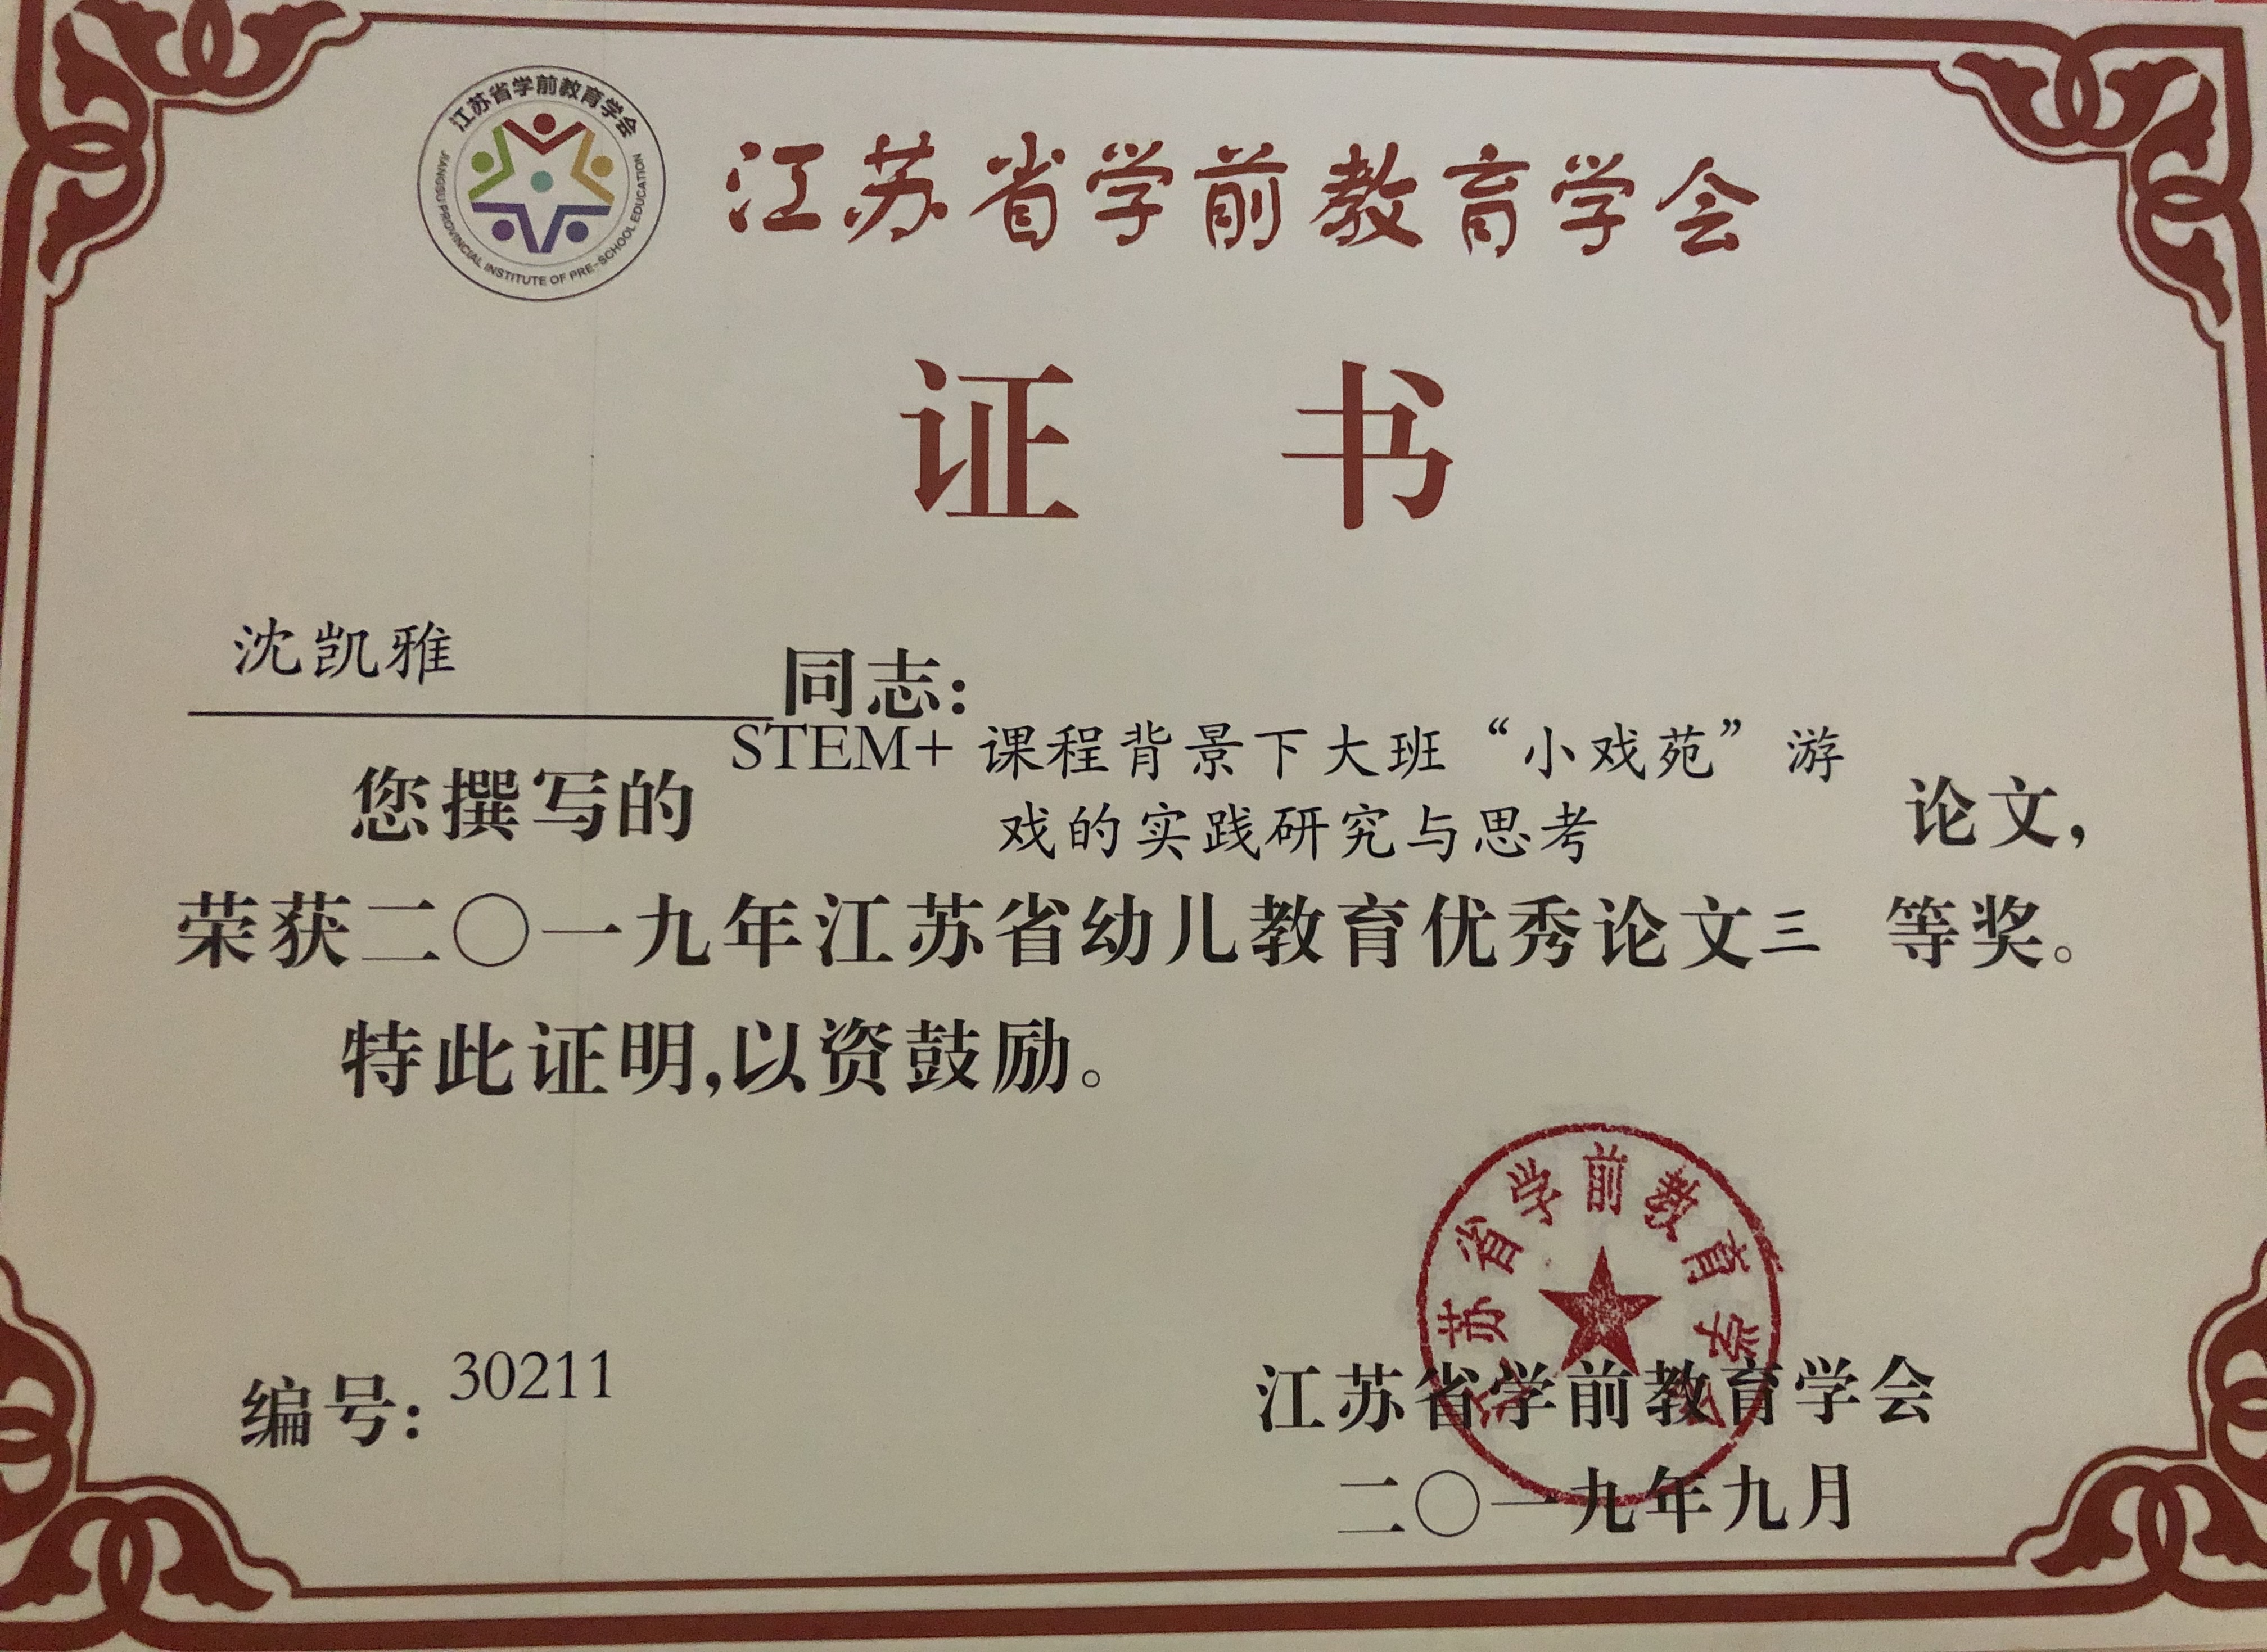 江苏省学前教育学会
JIANGSU PROVINCIAL INSTITUTE OF PRE-SCHOOL EDUCATION
江苏省学前教育学会
证 书
沈凯雅 同志:
您撰写的 STEM+ 课程背景下大班“小戏苑”游
戏的实践研究与思考 论文,
荣获二〇一九年江苏省幼儿教育优秀论文三 等奖。
特此证明,以资鼓励。
苏省学前教育学
编号: 30211
江苏省学前教育学会
二〇一九年九月